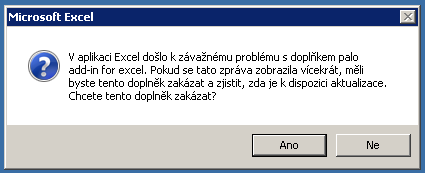 Microsoft Excel
V aplikaci Excel došlo k závažnému problému s doplňkem palo
add-in for excel. Pokud se tato zpráva zobrazila vícekrát, měli
byste tento doplněk zakázat a zjistit, zda je k dispozici aktualizace.
Chcete tento doplněk zakázat?
Ano
Ne